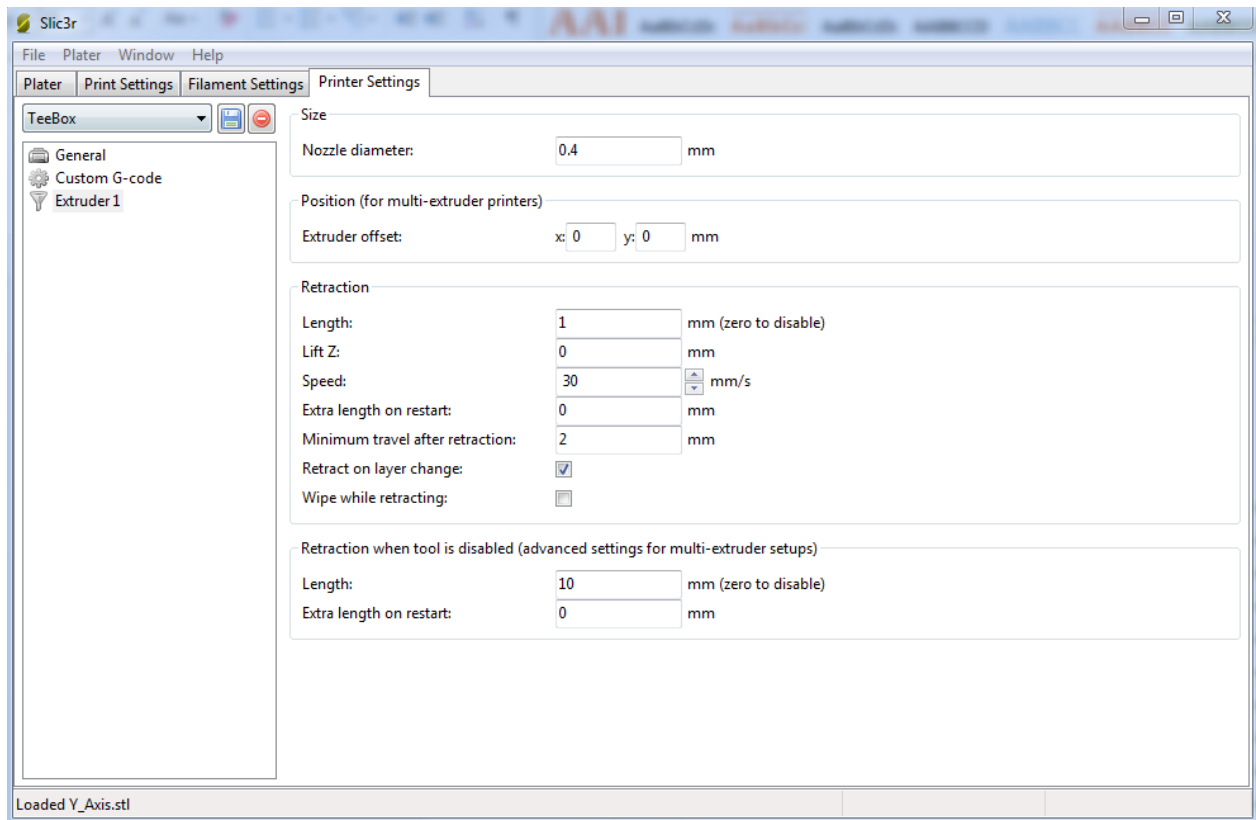 Slic3r
File Plater Window Help
Plater Print Settings Filament Settings Printer Settings
TeeBox
General
Custom G-code
Extruder 1
Size
Nozzle diameter: 0.4 mm
Position (for multi-extruder printers)
Extruder offset: x: 0 y: 0 mm
Retraction
Length: 1 mm (zero to disable)
Lift Z: 0 mm
Speed: 30 mm/s
Extra length on restart: 0 mm
Minimum travel after retraction: 2 mm
Retract on layer change:
Wipe while retracting:
Retraction when tool is disabled (advanced settings for multi-extruder setups)
Length: 10 mm (zero to disable)
Extra length on restart: 0 mm
Loaded Y_Axis.stl